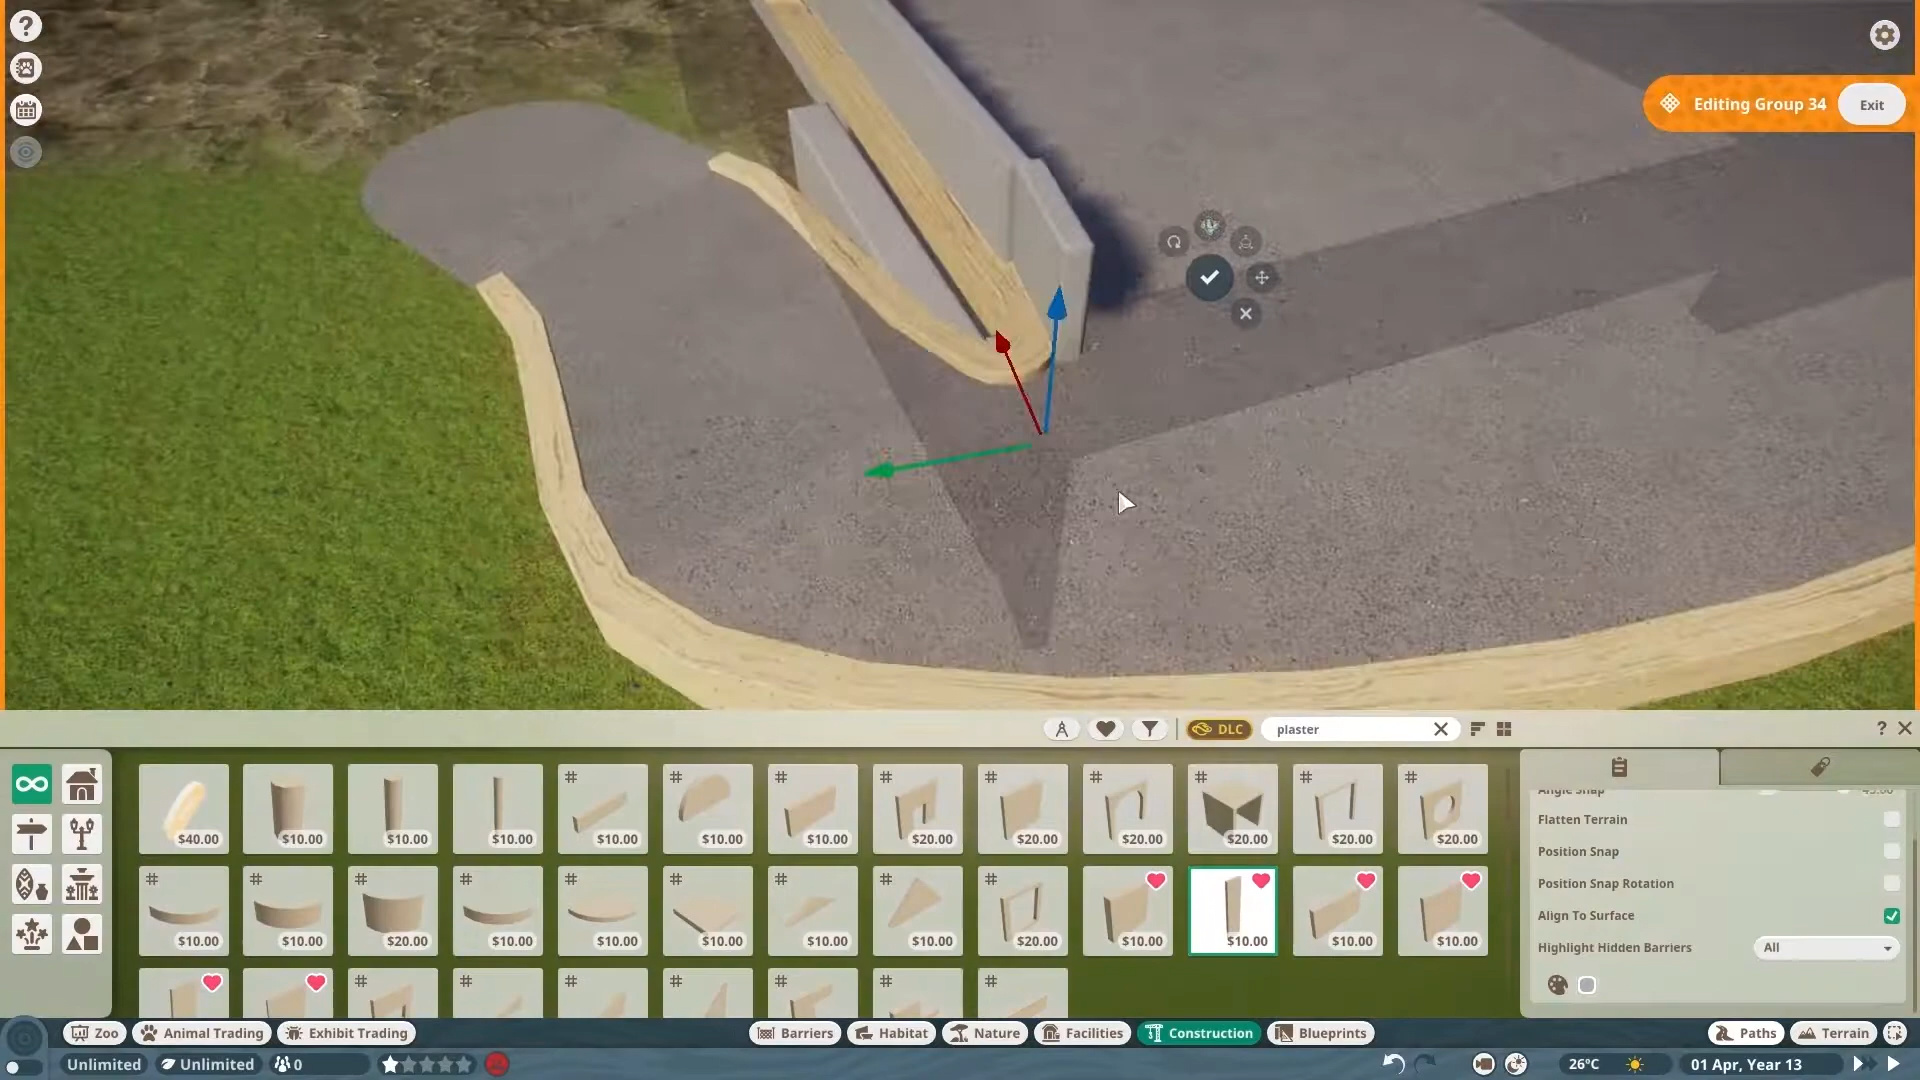 ?
Editing Group 34
Exit
DLC
plaster
?
$40.00
$10.00
$10.00
$10.00
# $10.00
# $10.00
# $10.00
# $20.00
# $20.00
# $20.00
# $20.00
# $20.00
# $20.00
# $10.00
# $10.00
# $20.00
# $10.00
# $10.00
# $10.00
# $10.00
# $10.00
# $20.00
$10.00
$10.00
$10.00
$10.00
#
#
#
#
#
#
#
Angle Snap 45.00
Flatten Terrain
Position Snap
Position Snap Rotation
Align To Surface
Highlight Hidden Barriers All
Zoo
Animal Trading
Exhibit Trading
Barriers
Habitat
Nature
Facilities
Construction
Blueprints
Paths
Terrain
Unlimited
Unlimited
0
26°C
01 Apr, Year 13